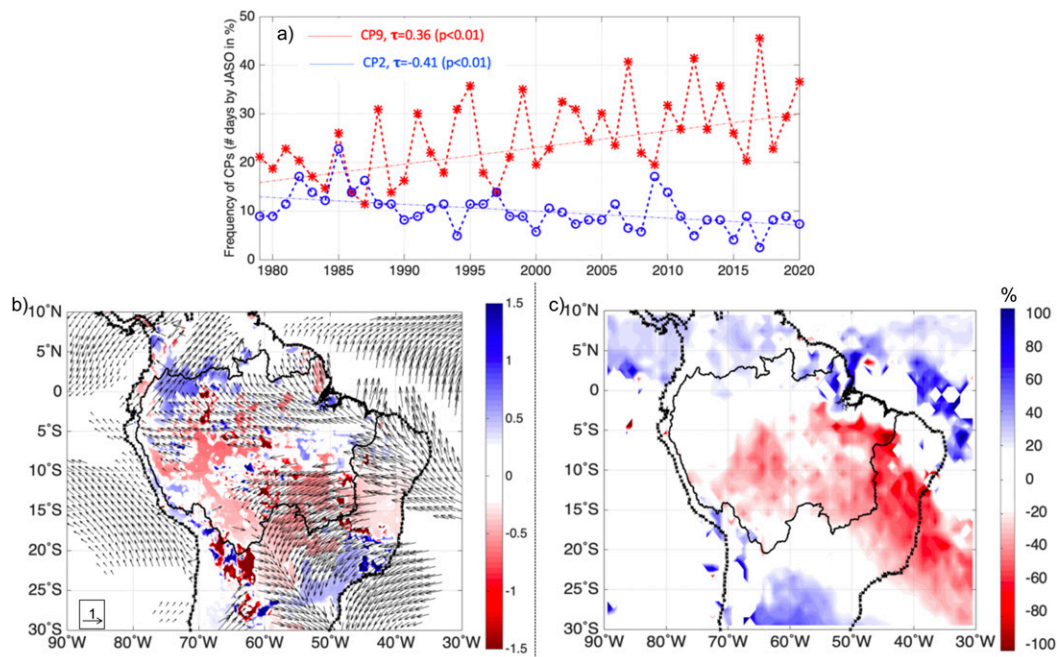 a)
Frequency of CPs (# days by JASO in %)
50
40
30
20
10
0
CP9, τ=0.36 (p<0.01)
CP2, τ=-0.41 (p<0.01)
1980 1985 1990 1995 2000 2005 2010 2015 2020
b)
10°N
5°N
0
5°S
10°S
15°S
20°S
25°S
30°S
90°W 80°W 70°W 60°W 50°W 40°W 30°W
1
1.5
1
0.5
0
-0.5
-1
-1.5
c)
10°N
5°N
0
5°S
10°S
15°S
20°S
25°S
30°S
90°W 80°W 70°W 60°W 50°W 40°W 30°W
%
100
80
60
40
20
0
-20
-40
-60
-80
-100